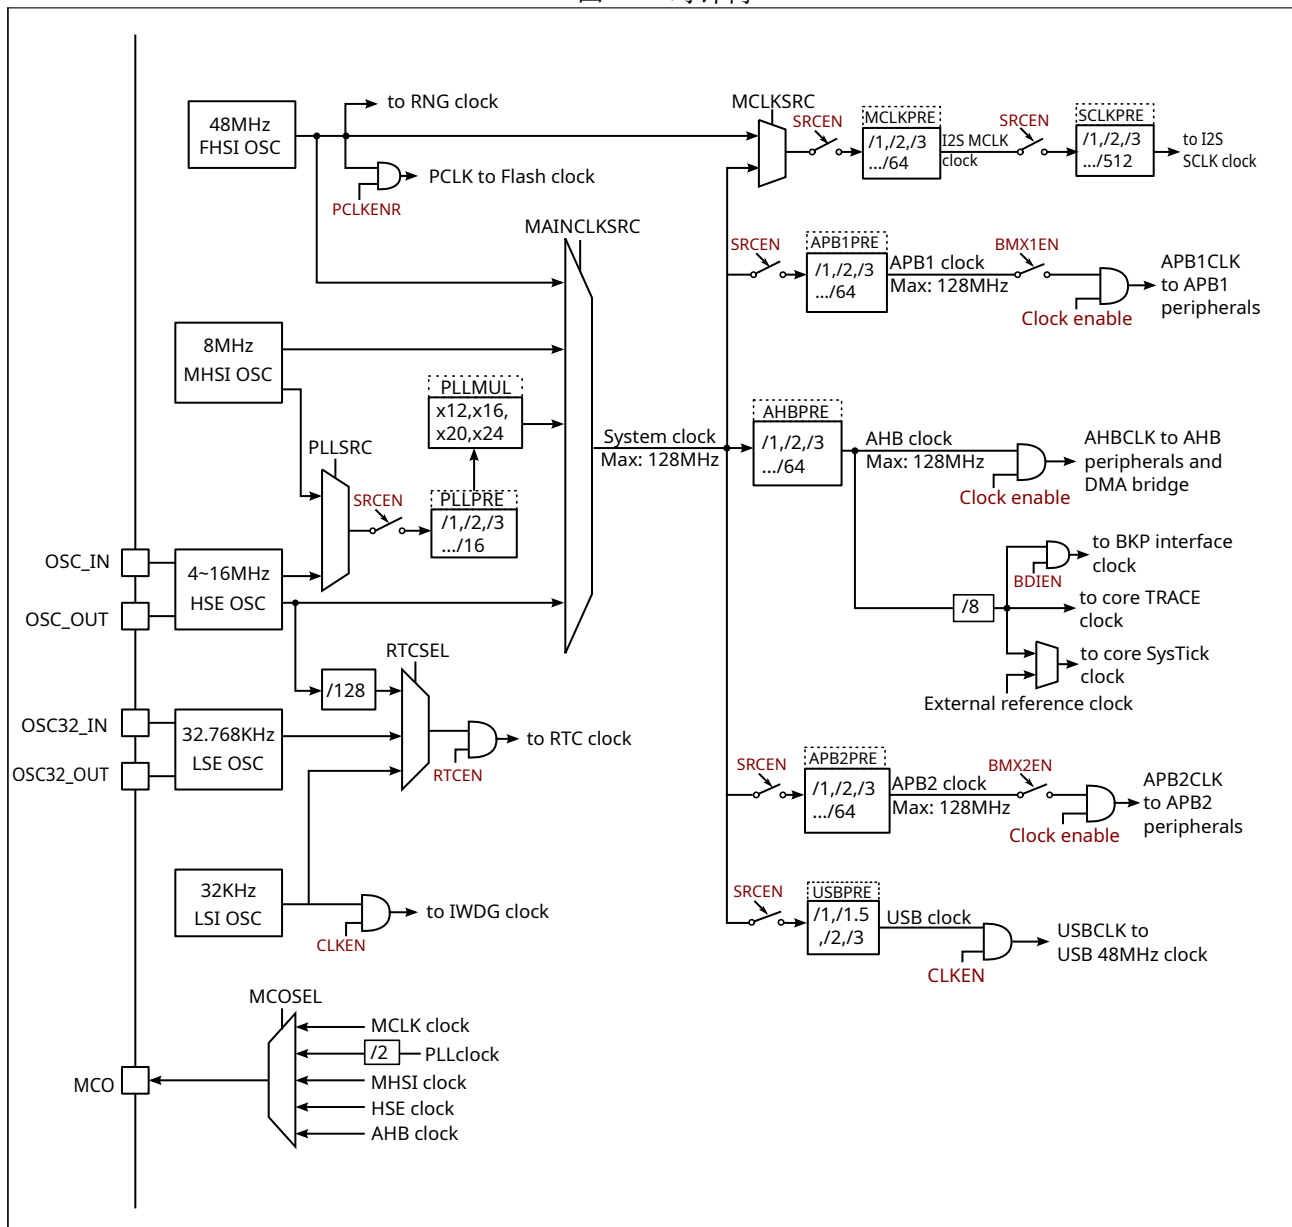 to RNG clock
48MHz
FHSI OSC
PCLK to Flash clock
PCLKENR
MCLKSRC
SRCEN
MCLKPRE
/1,/2,/3
.../64
I2S MCLK
clock
SRCEN
SCLKPRE
/1,/2,/3
.../512
to I2S
SCLK clock
MAINCLKSRC
SRCEN
APB1PRE
/1,/2,/3
.../64
APB1 clock
Max: 128MHz
BMX1EN
Clock enable
APB1CLK
to APB1
peripherals
8MHz
MHSI OSC
PLLMUL
x12,x16,
x20,x24
PLLSRC
SRCEN
PLLPRE
/1,/2,/3
.../16
System clock
Max: 128MHz
AHBPRE
/1,/2,/3
.../64
AHB clock
Max: 128MHz
Clock enable
AHBCLK to AHB
peripherals and
DMA bridge
OSC_IN
OSC_OUT
4~16MHz
HSE OSC
BDIEN
to BKP interface
clock
/8
to core TRACE
clock
to core SysTick
clock
External reference clock
RTCSEL
/128
OSC32_IN
OSC32_OUT
32.768KHz
LSE OSC
RTCEN
to RTC clock
SRCEN
APB2PRE
/1,/2,/3
.../64
APB2 clock
Max: 128MHz
BMX2EN
Clock enable
APB2CLK
to APB2
peripherals
32KHz
LSI OSC
CLKEN
to IWDG clock
SRCEN
USBPRE
/1,/1.5
,/2,/3
USB clock
CLKEN
USBCLK to
USB 48MHz clock
MCOSEL
MCLK clock
/2
PLLclock
MHSI clock
HSE clock
AHB clock
MCO